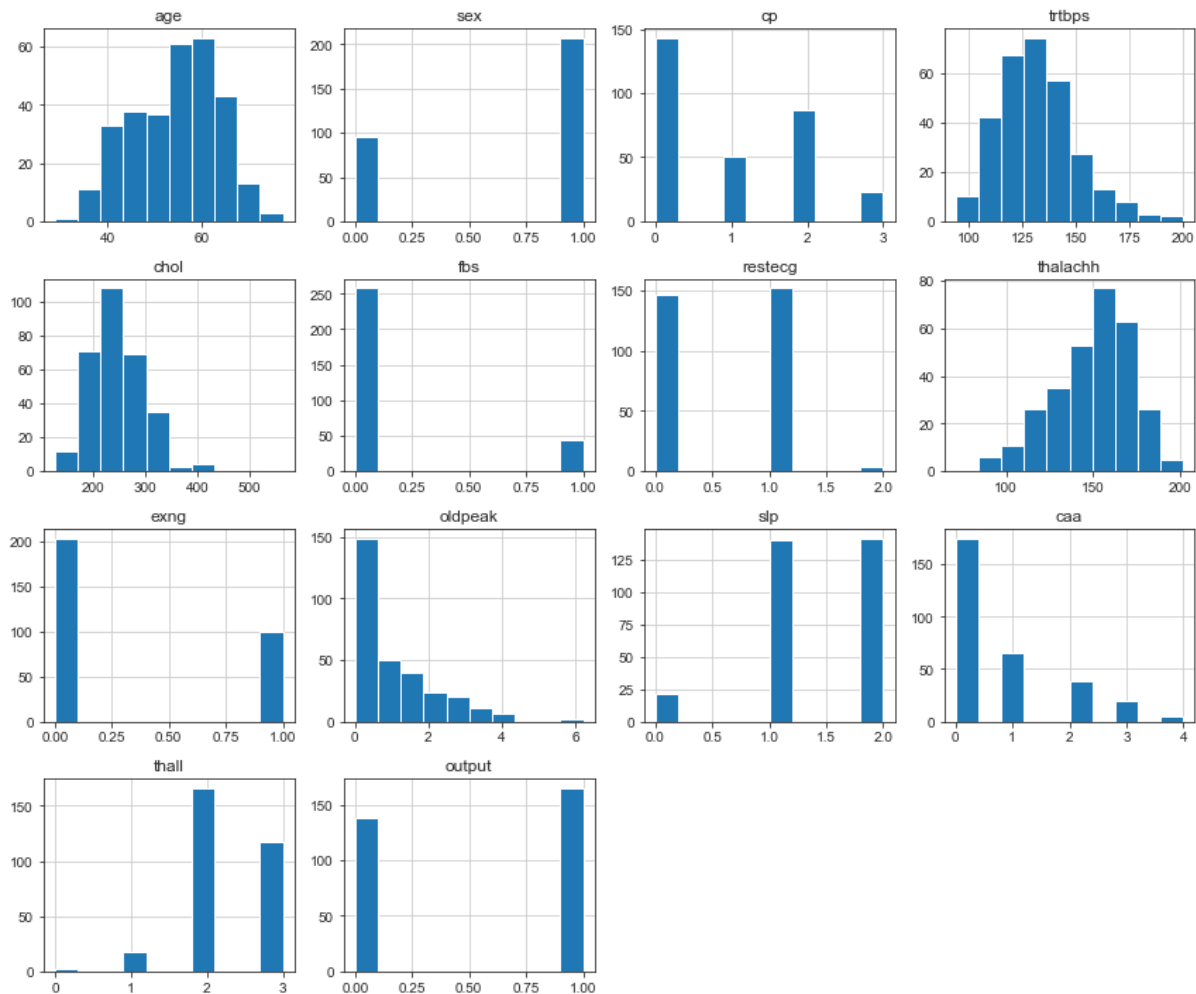 age sex cp trtbps
60 40 20 0 200 150 100 50 0 150 100 50 0 60 40 20 0
40 60 0.00 0.25 0.50 0.75 1.00 0 1 2 3 100 125 150 175 200
chol fbs restecg thalachh
100 80 60 40 20 0 250 200 150 100 50 0 150 100 50 0 80 60 40 20 0
200 300 400 500 0.00 0.25 0.50 0.75 1.00 0.0 0.5 1.0 1.5 2.0 100 150 200
exng oldpeak slp caa
200 150 100 50 0 150 100 50 0 125 100 75 50 25 0 150 100 50 0
0.00 0.25 0.50 0.75 1.00 0 2 4 6 0.0 0.5 1.0 1.5 2.0 0 1 2 3 4
thall output
150 100 50 0 150 100 50 0
0 1 2 3 0.00 0.25 0.50 0.75 1.00